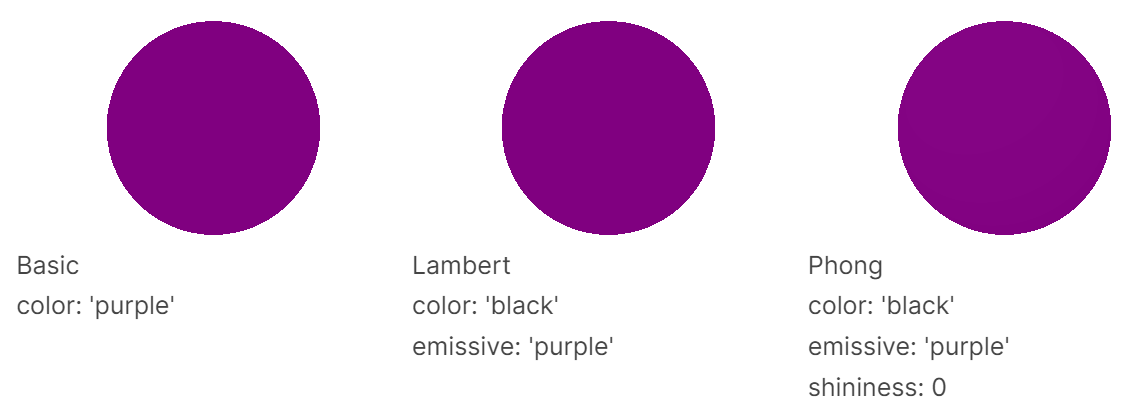 Basic
color: 'purple'
Lambert
color: 'black'
emissive: 'purple'
Phong
color: 'black'
emissive: 'purple'
shininess: 0